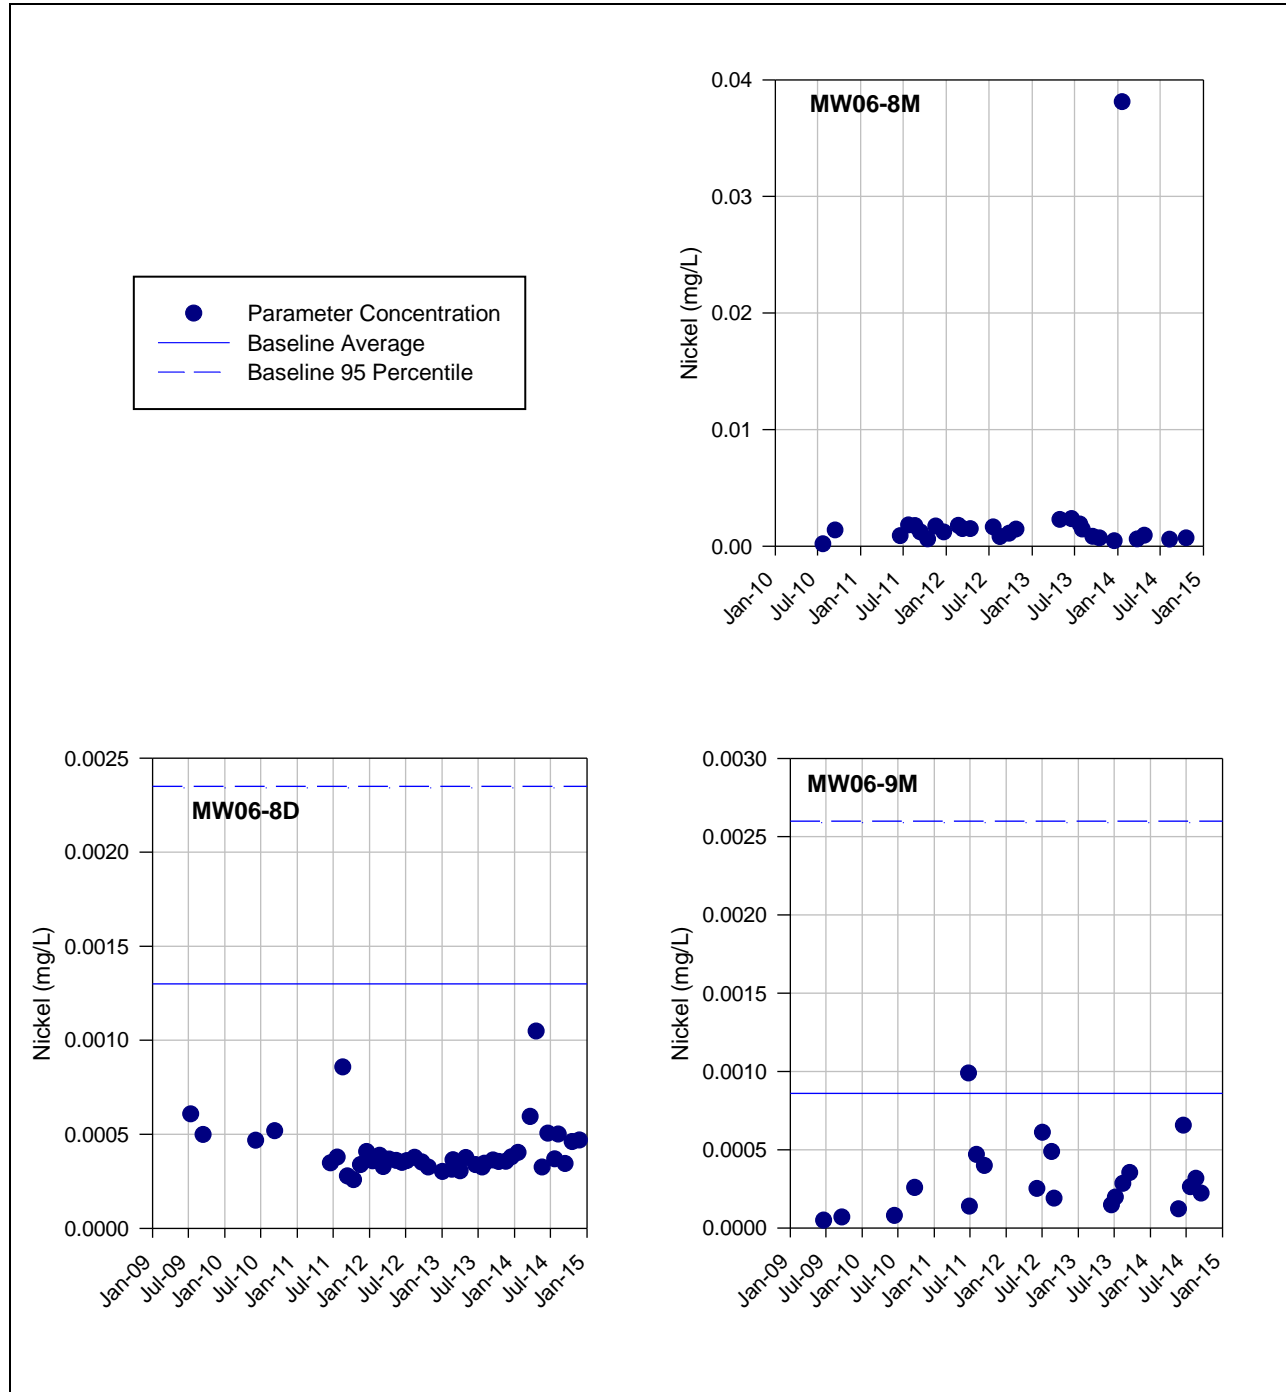 MW06-8M
0.04
0.03
0.02
0.01
0.00
Nickel (mg/L)
Jan-10
Jul-10
Jan-11
Jul-11
Jan-12
Jul-12
Jan-13
Jul-13
Jan-14
Jul-14
Jan-15
Parameter Concentration
Baseline Average
Baseline 95 Percentile
MW06-8D
0.0025
0.0020
0.0015
0.0010
0.0005
0.0000
Nickel (mg/L)
Jan-09
Jul-09
Jan-10
Jul-10
Jan-11
Jul-11
Jan-12
Jul-12
Jan-13
Jul-13
Jan-14
Jul-14
Jan-15
MW06-9M
0.0030
0.0025
0.0020
0.0015
0.0010
0.0005
0.0000
Nickel (mg/L)
Jan-09
Jul-09
Jan-10
Jul-10
Jan-11
Jul-11
Jan-12
Jul-12
Jan-13
Jul-13
Jan-14
Jul-14
Jan-15